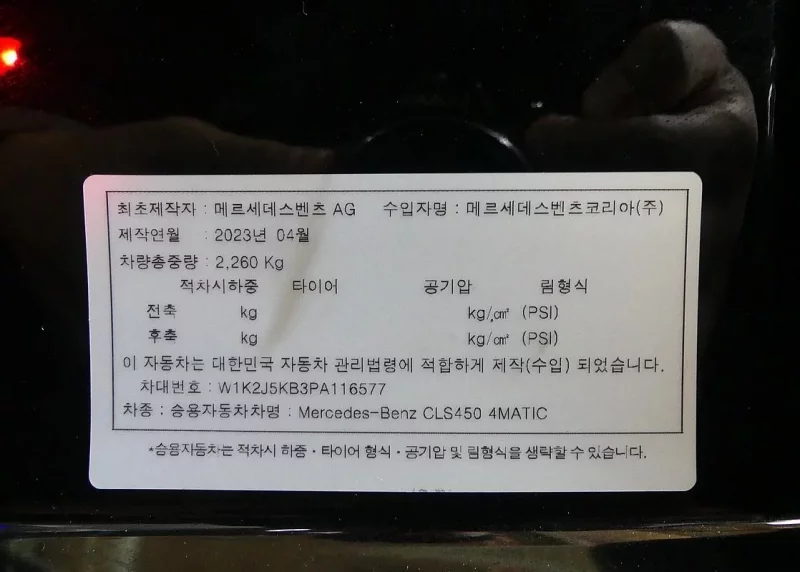 최초제작자 : 메르세데스벤츠 AG 수입자명 : 메르세데스벤츠코리아(주)
제작연월 : 2023년 04월
차량총중량 : 2,260 Kg
적차시하중 타이어 공기압 림형식
전축 kg kg/㎠ (PSI)
후축 kg kg/㎠ (PSI)
이 자동차는 대한민국 자동차 관리법령에 적합하게 제작(수입) 되었습니다.
차대번호 : W1K2J5KB3PA116577
차종 : 승용자동차차명 : Mercedes-Benz CLS450 4MATIC
*승용자동차는 적차시 하중・타이어 형식・공기압 및 림형식을 생략할 수 있습니다.